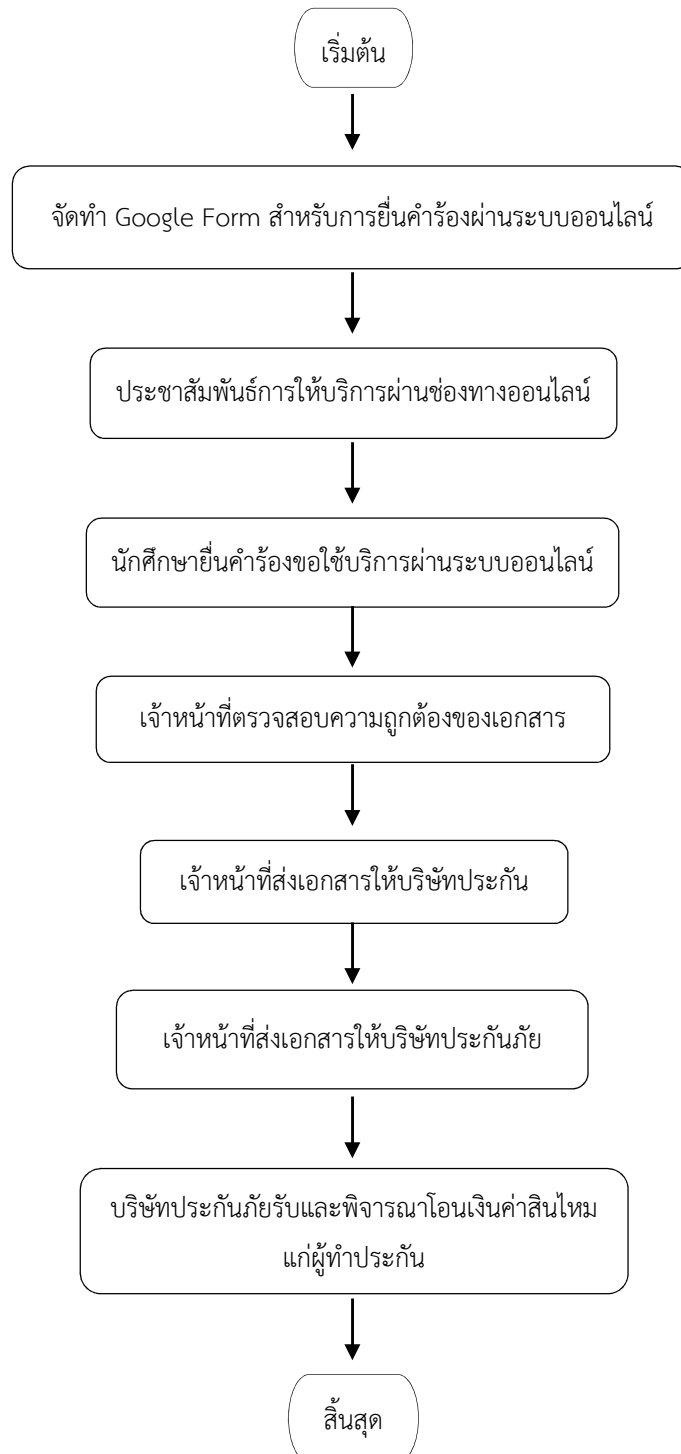 เริ่มต้น
จัดทำ Google Form สำหรับการยื่นคำร้องผ่านระบบออนไลน์
ประชาสัมพันธ์การให้บริการผ่านช่องทางออนไลน์
นักศึกษายื่นคำร้องขอใช้บริการผ่านระบบออนไลน์
เจ้าหน้าที่ตรวจสอบความถูกต้องของเอกสาร
เจ้าหน้าที่ส่งเอกสารให้บริษัทประกัน
เจ้าหน้าที่ส่งเอกสารให้บริษัทประกันภัย
บริษัทประกันภัยรับและพิจารณาโอนเงินค่าสินไหม
แก่ผู้ทำประกัน
สิ้นสุด